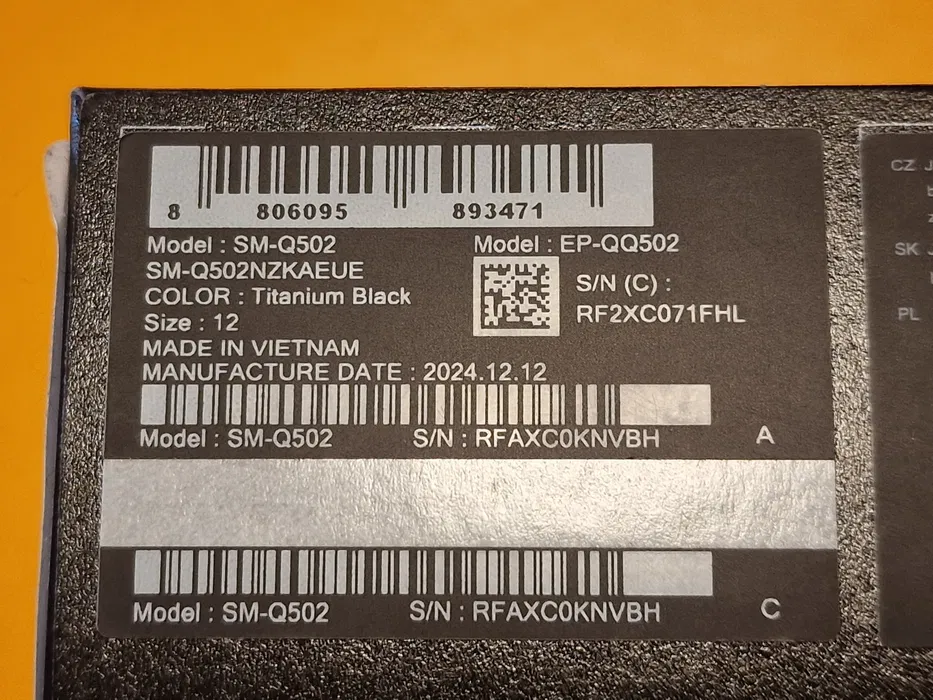 8 806095 893471
Model : SM-Q502
SM-Q502NZKAEUE
COLOR : Titanium Black
Size : 12
MADE IN VIETNAM
MANUFACTURE DATE : 2024.12.12
Model : EP-QQ502
S/N (C) :
RF2XC071FHL
Model : SM-Q502 S/N : RFAXC0KNVBH A
Model : SM-Q502 S/N : RFAXC0KNVBH C
CZ
SK
PL